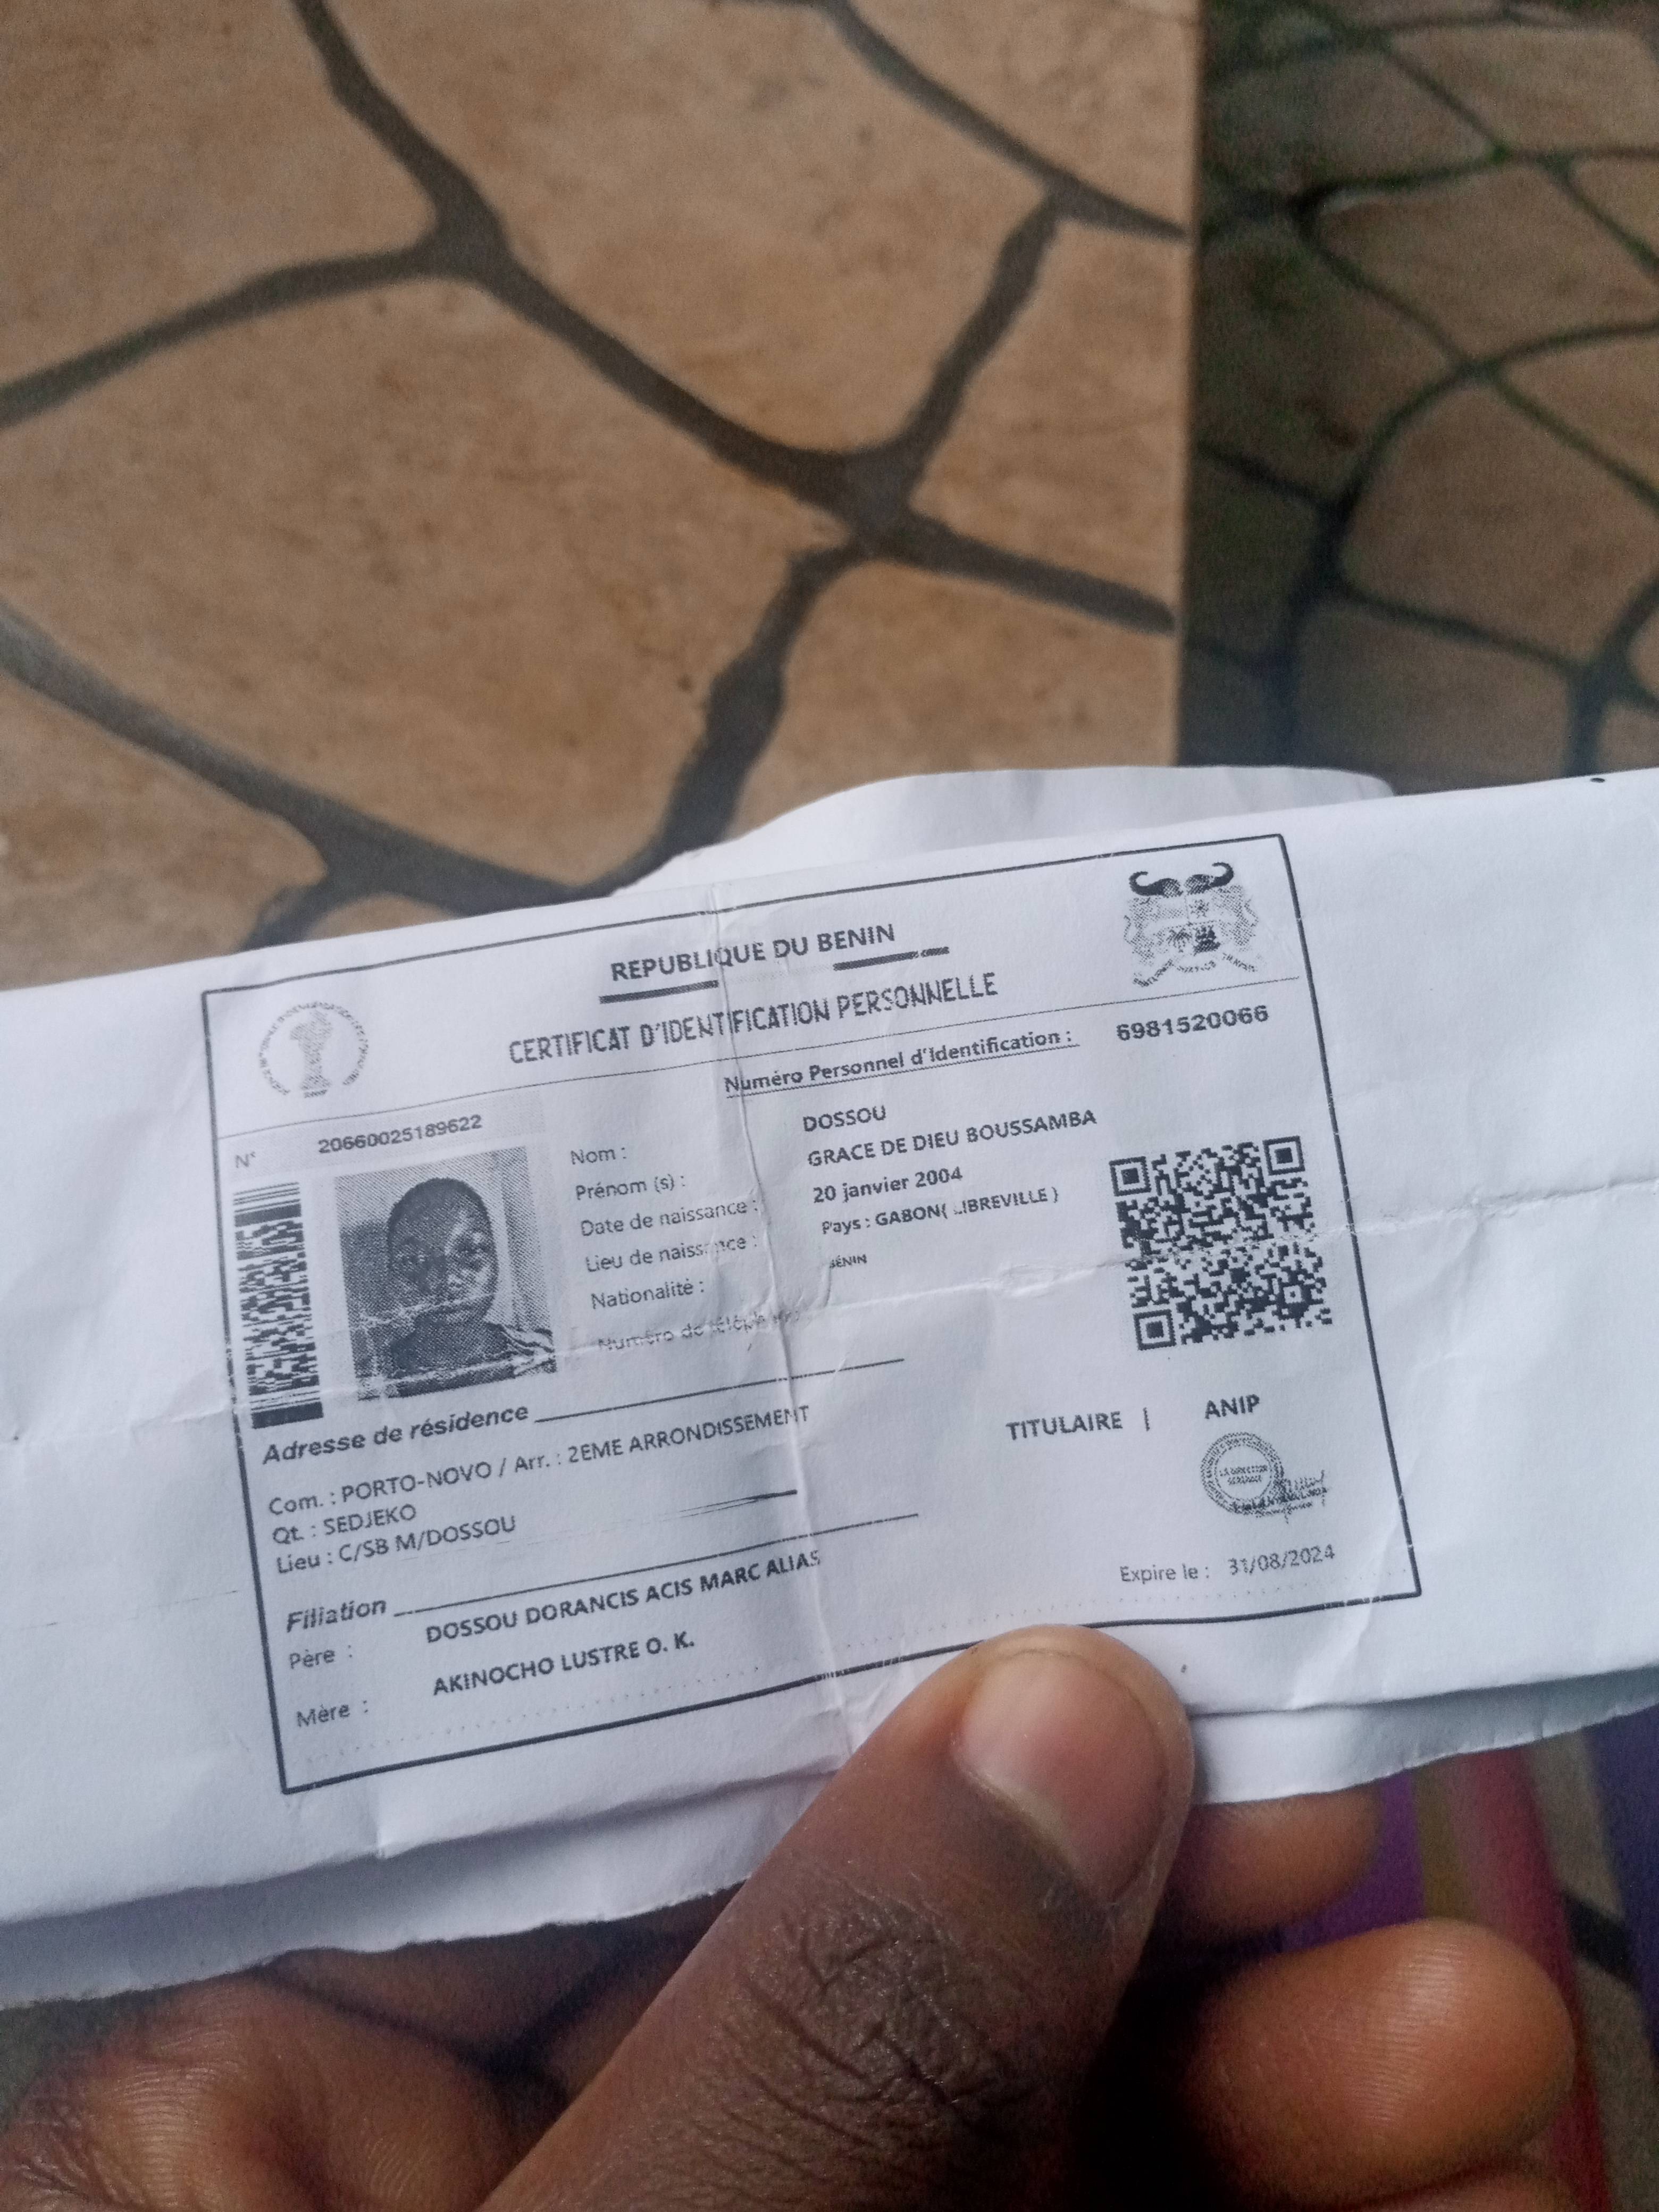 REPUBLIQUE DU BENIN
CERTIFICAT D'IDENTIFICATION PERSONNELLE
Numéro Personnel d'Identification : 6981520066
N° 20660025189622
Nom : DOSSOU
Prénom (s) : GRACE DE DIEU BOUSSAMBA
Date de naissance : 20 janvier 2004
Lieu de naissance : Pays : GABON( LIBREVILLE )
Nationalité : BENIN
Numéro de téléphone
Adresse de résidence
Com. : PORTO-NOVO / Arr. : 2EME ARRONDISSEMENT
Qt. : SEDJEKO
Lieu : C/SB M/DOSSOU
TITULAIRE | ANIP
Filiation
Père : DOSSOU DORANCIS ACIS MARC ALIAS
Mère : AKINOCHO LUSTRE O. K.
Expire le : 31/08/2024